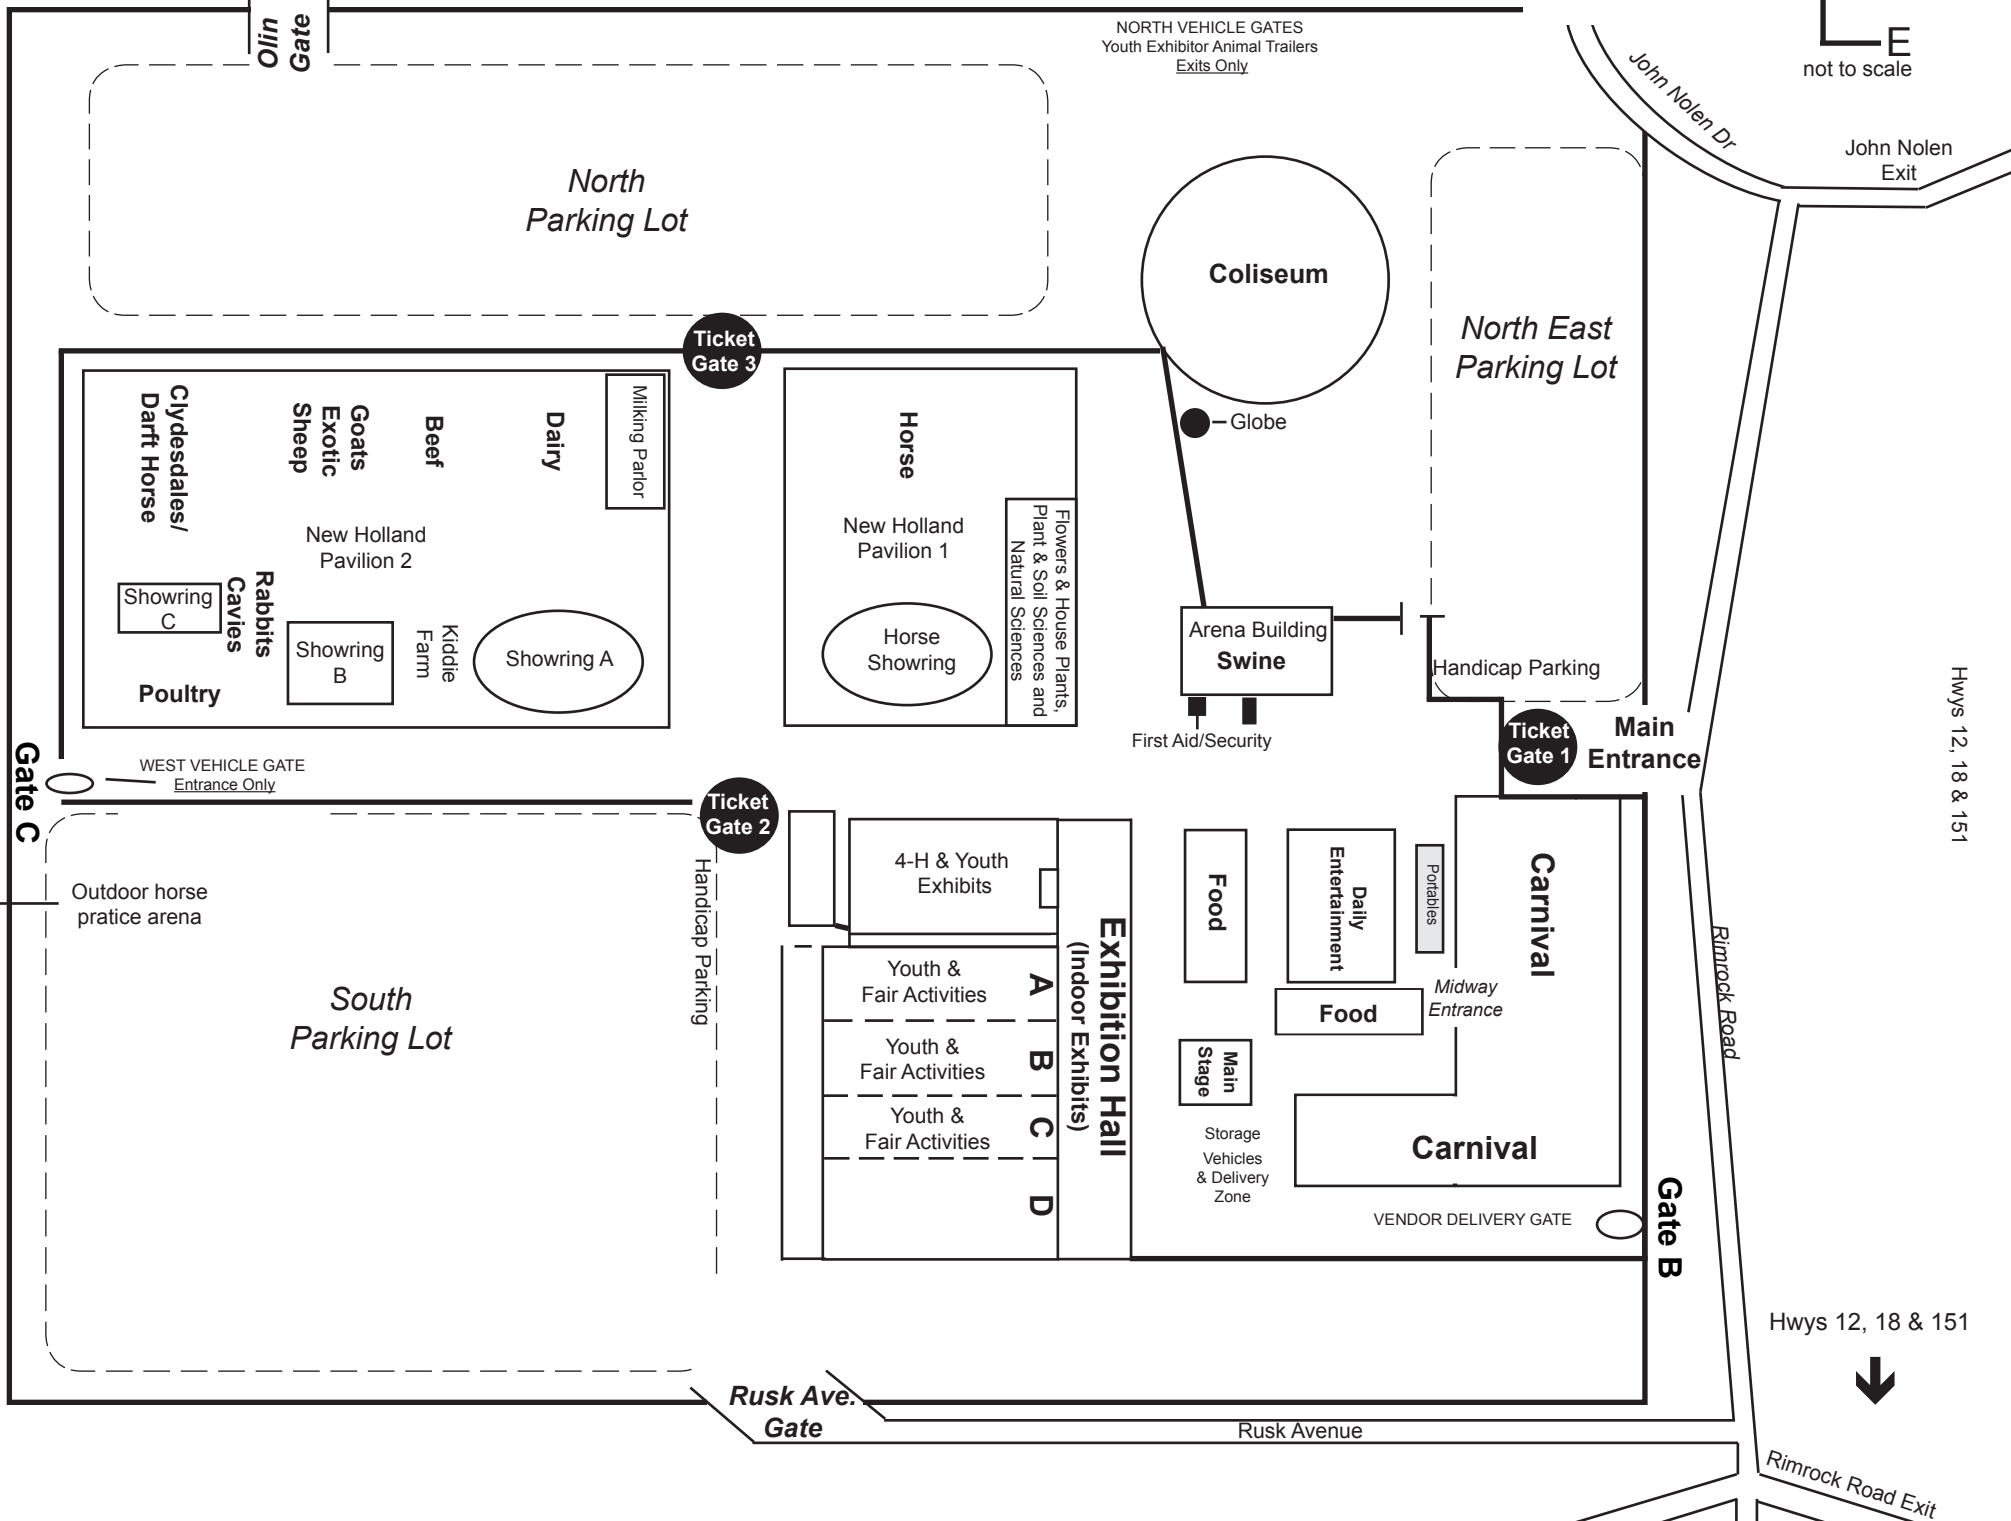 Olin
Gate
NORTH VEHICLE GATES
Youth Exhibitor Animal Trailers
Exits Only
E
not to scale
John Nolen Dr
John Nolen
Exit
North
Parking Lot
Coliseum
North East
Parking Lot
Ticket
Gate 3
Globe
Clydesdales/
Darft Horse
Goats
Exotic
Sheep
Beef
Dairy
Milking Parlor
New Holland
Pavilion 2
Showring
C
Rabbits
Cavies
Showring
B
Kiddie
Farm
Showring A
Poultry
Horse
New Holland
Pavilion 1
Flowers & House Plants,
Plant & Soil Sciences and
Natural Sciences
Horse
Showring
Arena Building
Swine
First Aid/Security
Handicap Parking
Ticket
Gate 1
Main
Entrance
Hwys 12, 18 & 151
Gate C
WEST VEHICLE GATE
Entrance Only
Ticket
Gate 2
Outdoor horse
pratice arena
South
Parking Lot
Handicap Parking
4-H & Youth
Exhibits
Youth &
Fair Activities
A
Youth &
Fair Activities
B
Youth &
Fair Activities
C
D
Exhibition Hall
(Indoor Exhibits)
Food
Daily
Entertainment
Portables
Carnival
Midway
Entrance
Food
Main
Stage
Storage
Vehicles
& Delivery
Zone
Carnival
VENDOR DELIVERY GATE
Gate B
Rimrock Road
Hwys 12, 18 & 151
Rusk Ave.
Gate
Rusk Avenue
Rimrock Road Exit